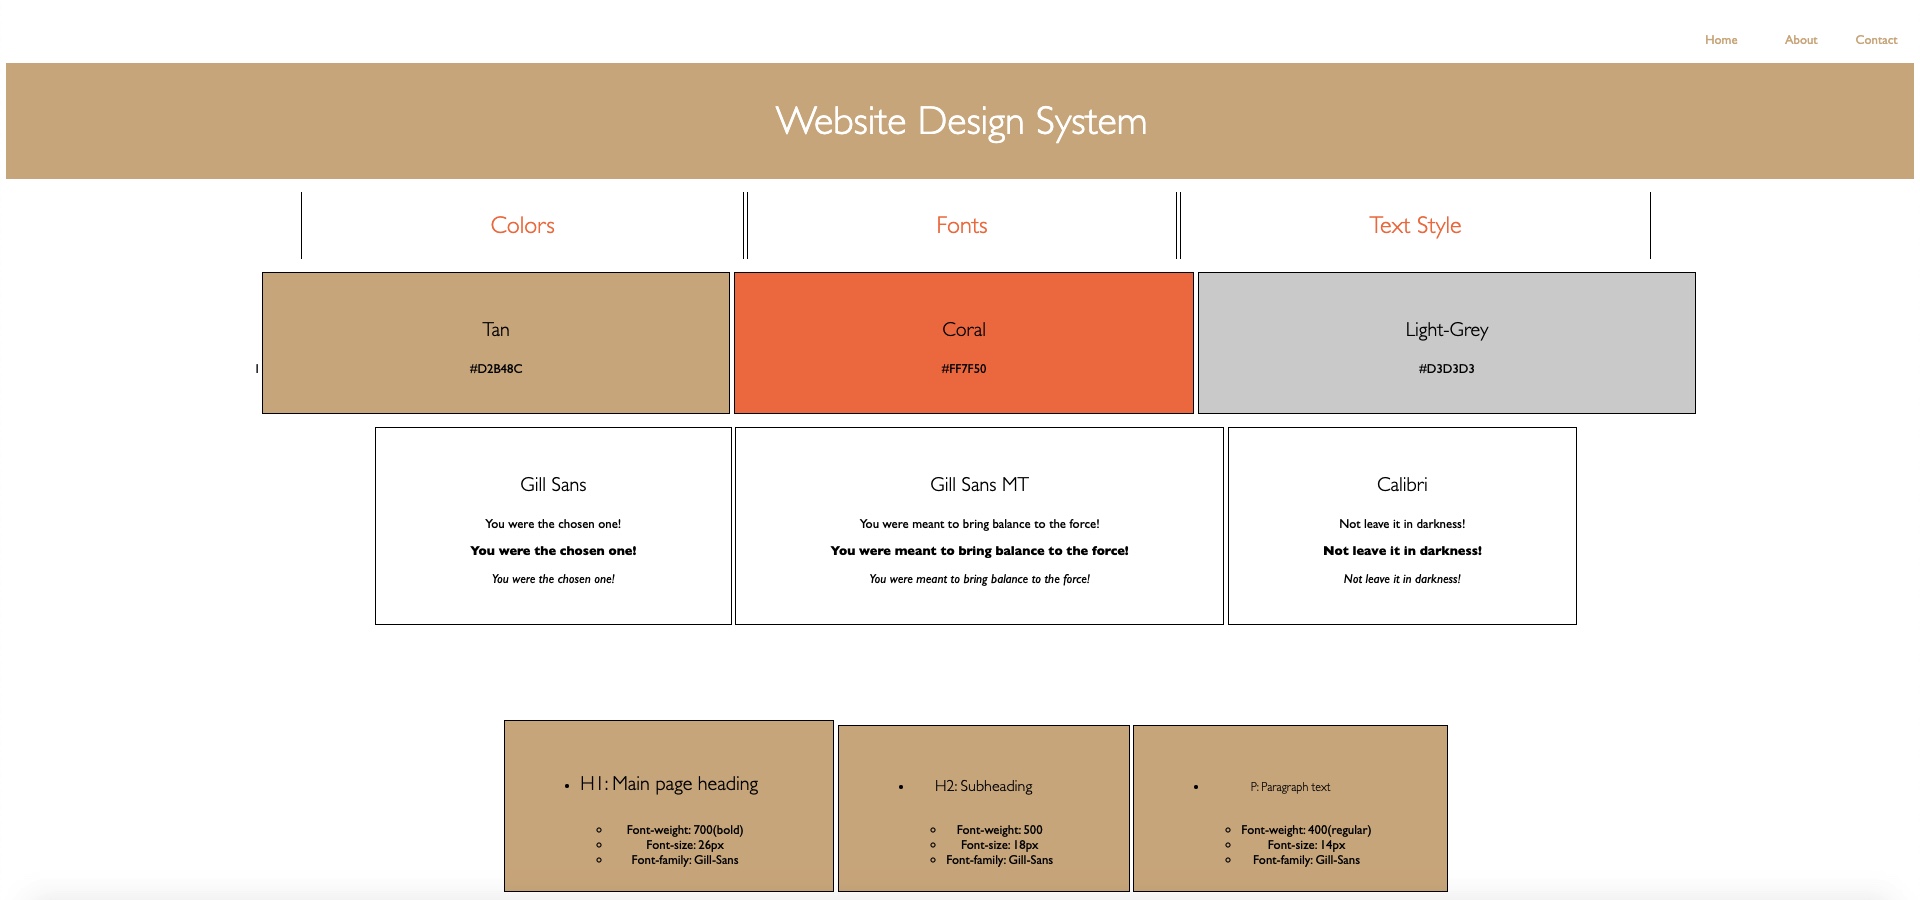 Home About Contact
Website Design System
Colors Fonts Text Style
Tan
#D2B48C
Coral
#FF7F50
Light-Grey
#D3D3D3
1
Gill Sans
You were the chosen one!
You were the chosen one!
You were the chosen one!
Gill Sans MT
You were meant to bring balance to the force!
You were meant to bring balance to the force!
You were meant to bring balance to the force!
Calibri
Not leave it in darkness!
Not leave it in darkness!
Not leave it in darkness!
H1: Main page heading
Font-weight: 700(bold)
Font-size: 26px
Font-family: Gill-Sans
H2: Subheading
Font-weight: 500
Font-size: 18px
Font-family: Gill-Sans
P: Paragraph text
Font-weight: 400(regular)
Font-size: 14px
Font-family: Gill-Sans